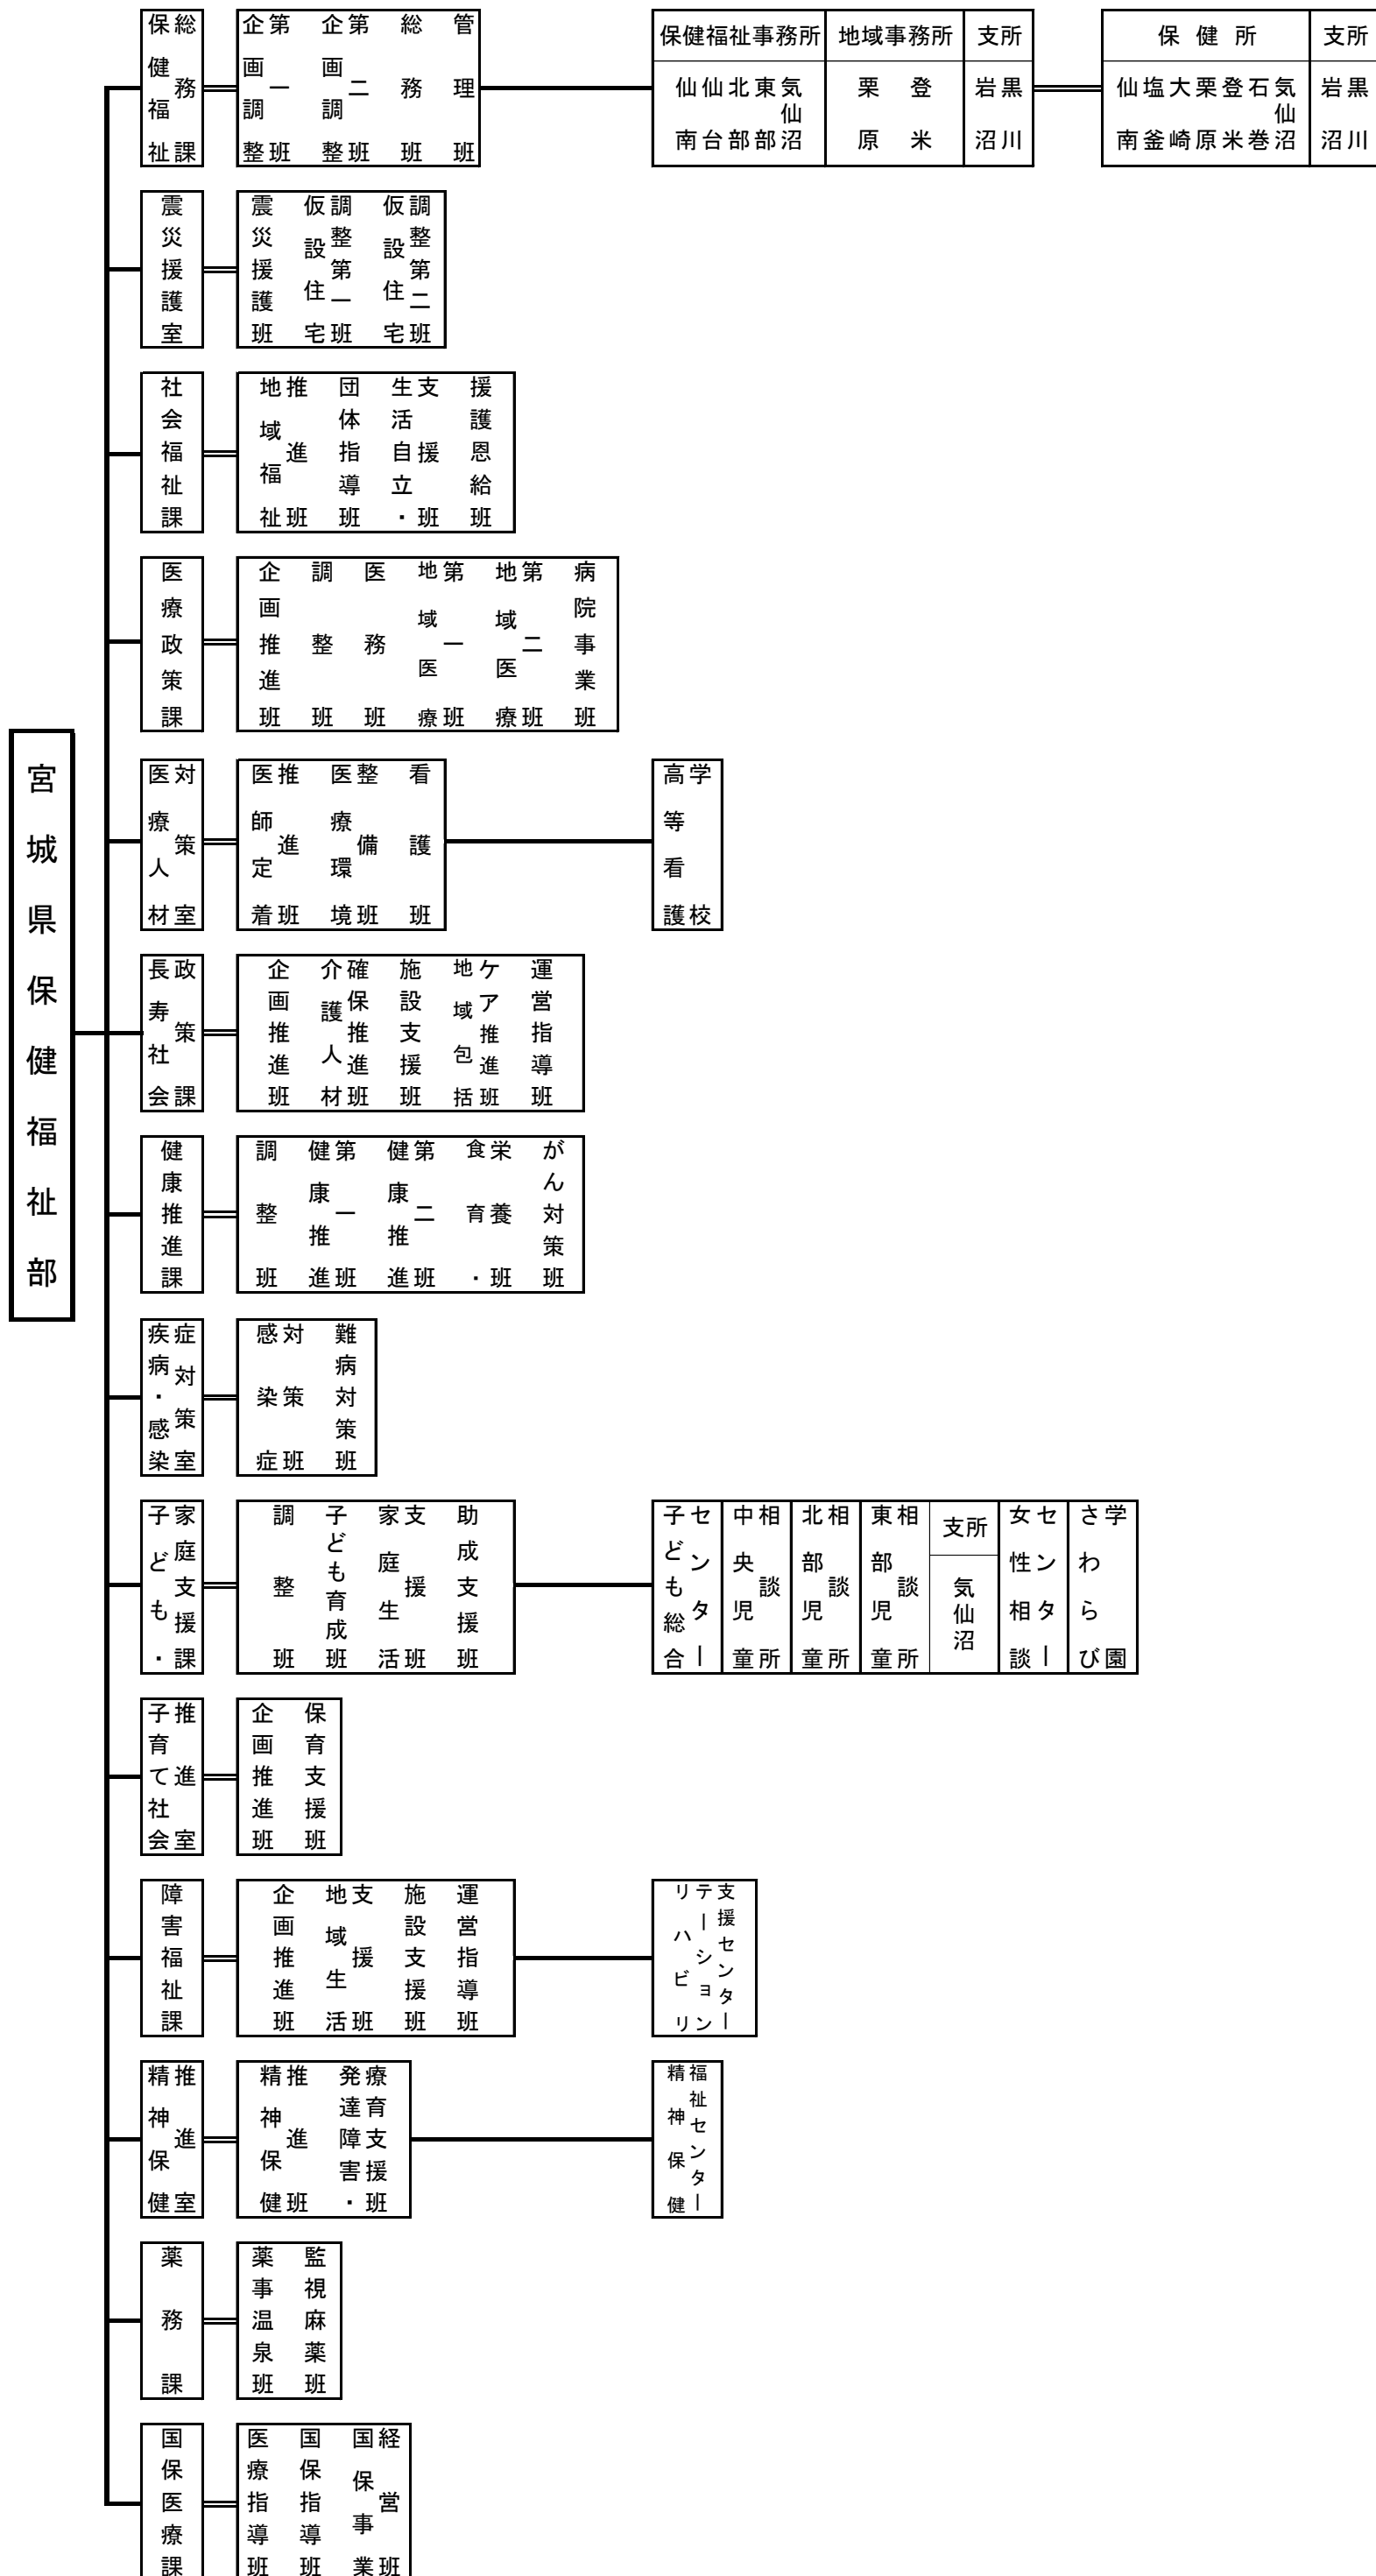 宮城県保健福祉部
保健福祉総務課
企画調整第一班
企画調整第二班
総務班
管理班
保健福祉事務所
仙南
仙台
北部
東部
気仙沼
地域事務所
栗原
登米
支所
岩沼
黒川
保健所
仙南
塩釜
大崎
栗原
登米
石巻
気仙沼
支所
岩沼
黒川
震災援護室
震災援護班
仮設住宅調整第一班
仮設住宅調整第二班
社会福祉課
地域福祉推進班
団体指導班
生活自立・支援班
援護恩給班
医療政策課
企画推進班
調整班
医務班
地域医療第一班
地域医療第二班
病院事業班
医療人材対策室
医師定着推進班
医療環境整備班
看護班
高等看護学校
長寿社会政策課
企画推進班
介護人材確保推進班
施設支援班
地域包括ケア推進班
運営指導班
健康推進課
調整班
健康推進第一班
健康推進第二班
食育・栄養班
がん対策班
疾病・感染症対策室
感染症対策班
難病対策班
子ども・家庭支援課
調整班
子ども育成班
家庭生活支援班
助成支援班
子ども総合センター
中央児童相談所
北部児童相談所
東部児童相談所
支所
気仙沼
女性相談センター
さわらび学園
子育て社会推進室
企画推進班
保育支援班
障害福祉課
企画推進班
地域生活支援班
施設支援班
運営指導班
リハビリテーション支援センター
精神保健推進室
精神保健推進班
発達障害・療育支援班
精神保健福祉センター
薬務課
薬事温泉班
監視麻薬班
国保医療課
医療指導班
国保指導班
国保事業経営班